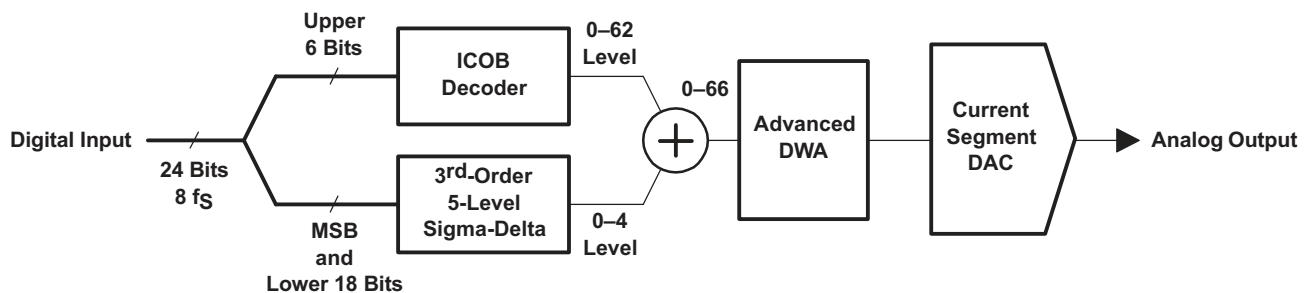 Digital Input
24 Bits
8 fS
Upper
6 Bits
ICOB
Decoder
0–62
Level
MSB
and
Lower 18 Bits
3rd-Order
5-Level
Sigma-Delta
0–4
Level
+
0–66
Advanced
DWA
Current
Segment
DAC
Analog Output